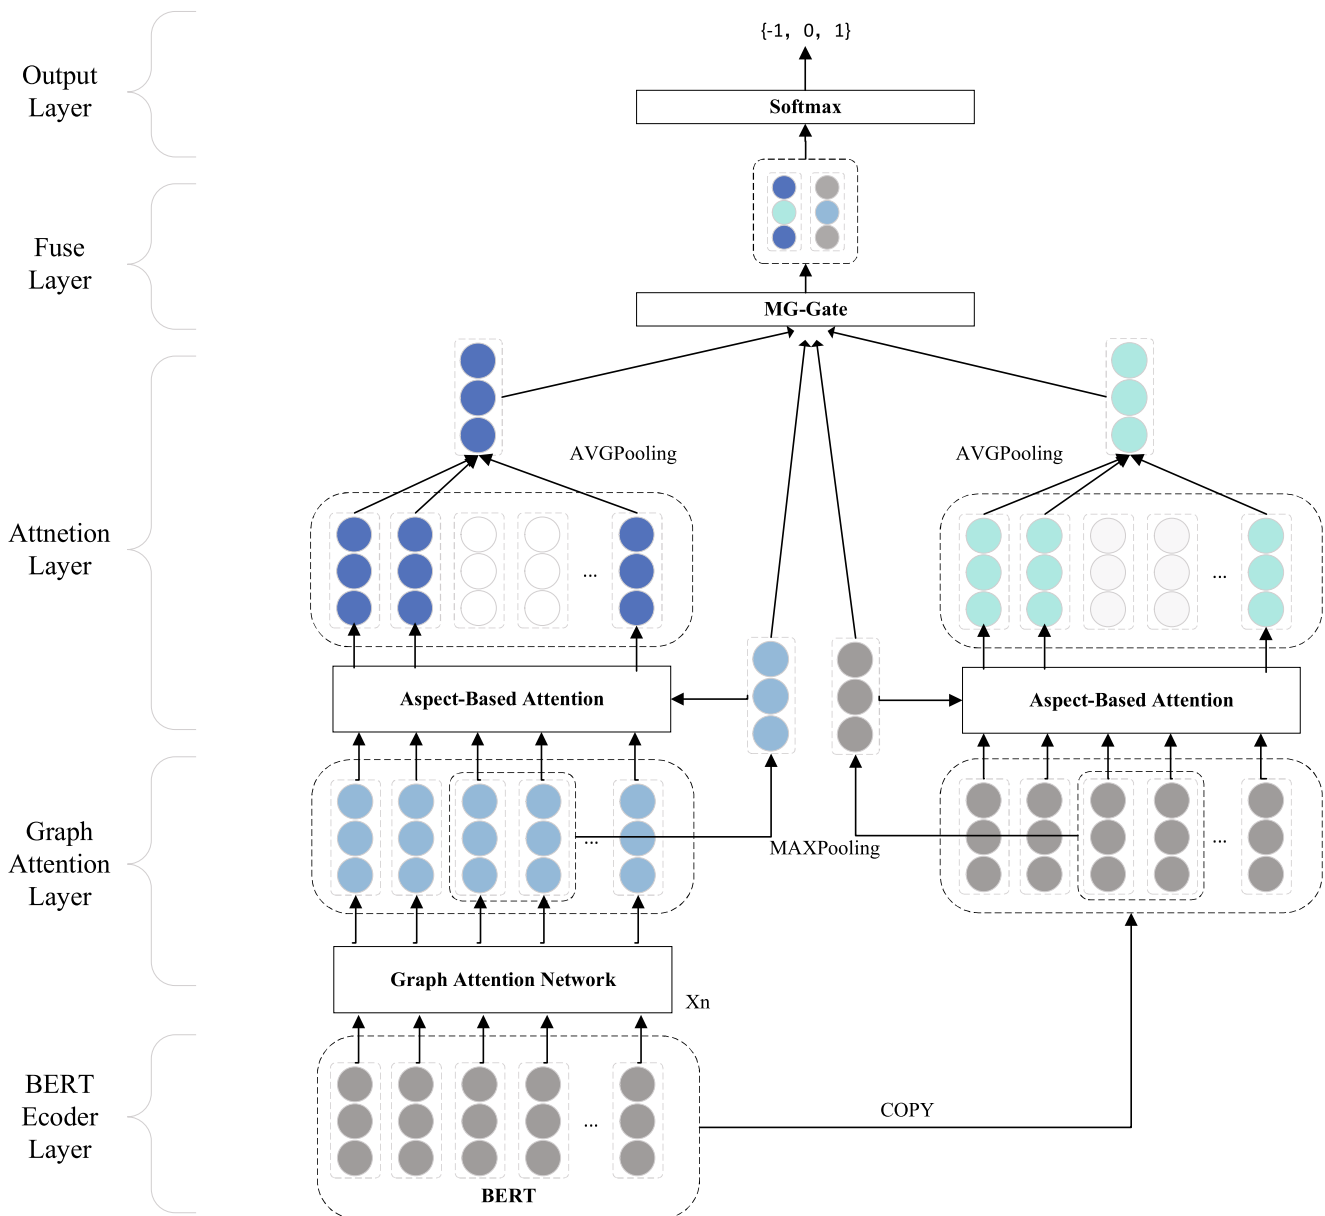 {-1, 0, 1}
Output
Layer
Softmax
Fuse
Layer
MG-Gate
AVGPooling
AVGPooling
Attnetion
Layer
...
...
Aspect-Based Attention
Aspect-Based Attention
Graph
Attention
Layer
...
MAXPooling
...
Graph Attention Network
Xn
BERT
Ecoder
Layer
...
COPY
BERT